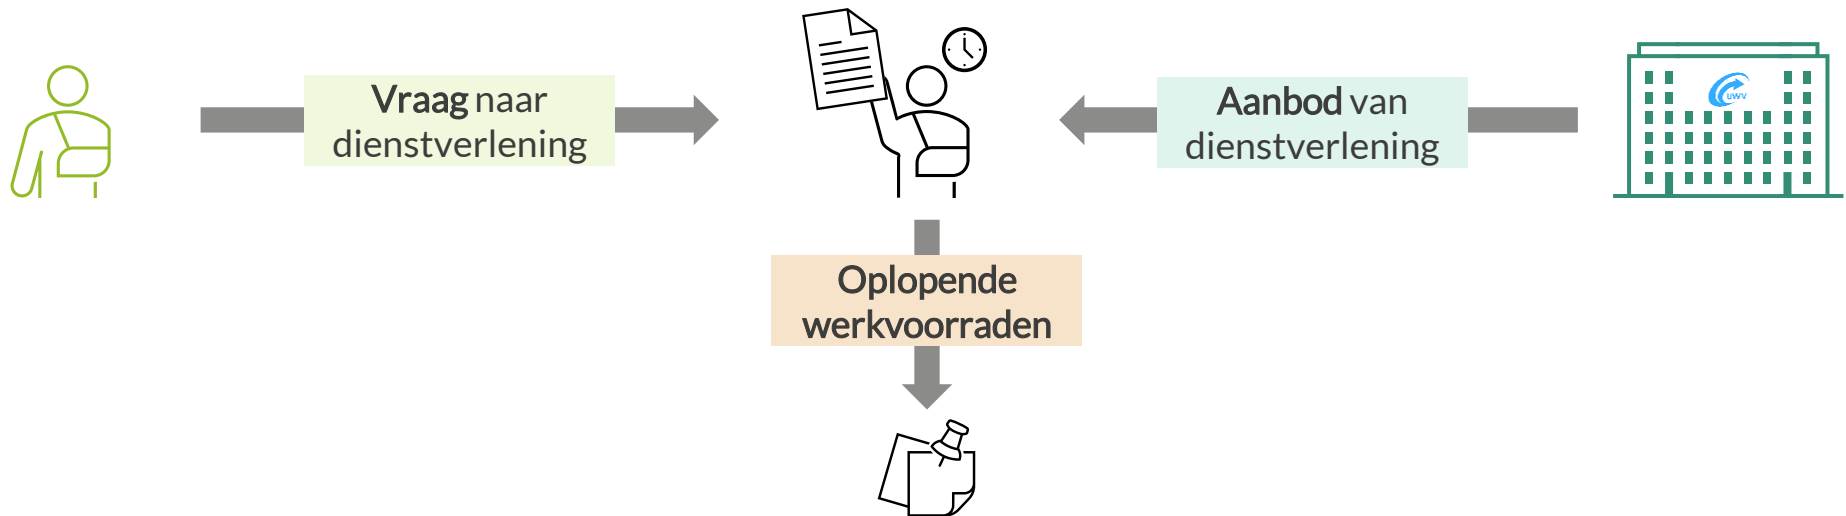 Vraag naar
dienstverlening
Aanbod van
dienstverlening
UWV
Oplopende
werkvoorraden